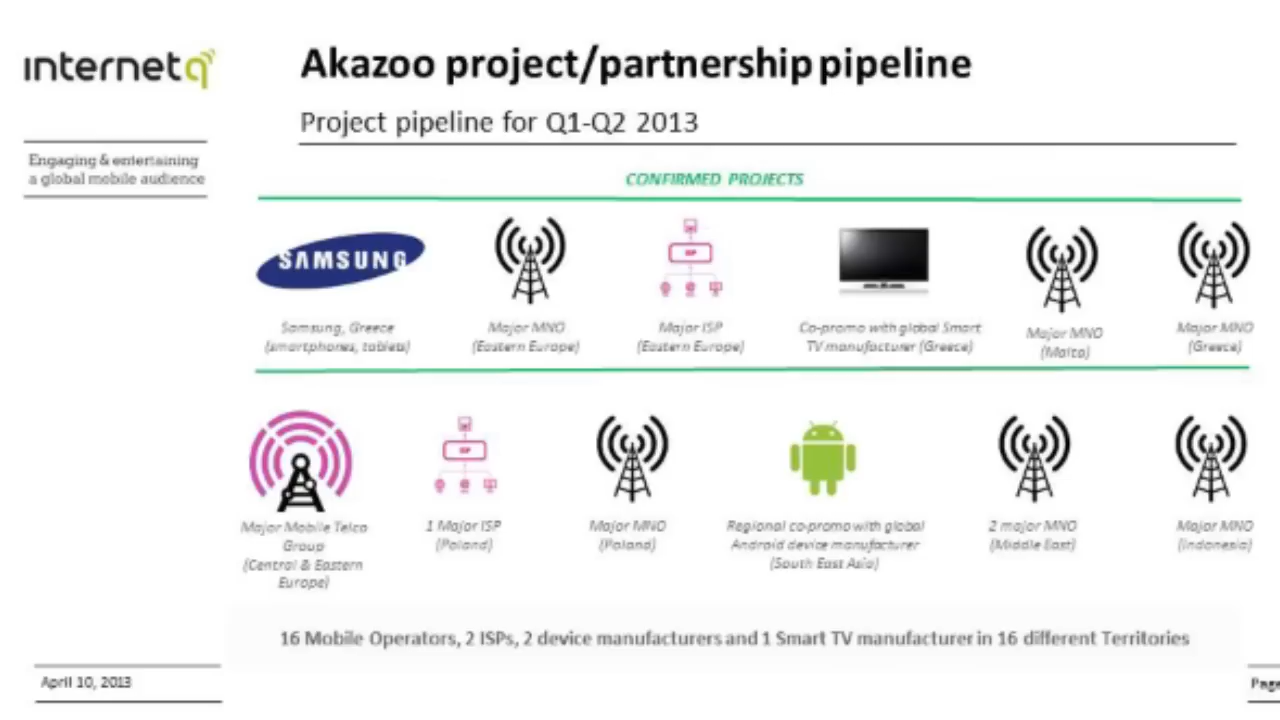 internetq
Akazoo project/partnership pipeline
Project pipeline for Q1-Q2 2013
Engaging & entertaining
a global mobile audience
CONFIRMED PROJECTS
SAMSUNG
ISP
Samsung, Greece
(smartphones, tablets)
Major MNO
(Eastern Europe)
Major ISP
(Eastern Europe)
Co-promo with global Smart
TV manufacturer (Greece)
Major MNO
(Malta)
Major MNO
(Greece)
ISP
Major Mobile Telco
Group
(Central & Eastern
Europe)
1 Major ISP
(Poland)
Major MNO
(Poland)
Regional co-promo with global
Android device manufacturer
(South East Asia)
2 major MNO
(Middle East)
Major MNO
(Indonesia)
16 Mobile Operators, 2 ISPs, 2 device manufacturers and 1 Smart TV manufacturer in 16 different Territories
April 10, 2013
Page